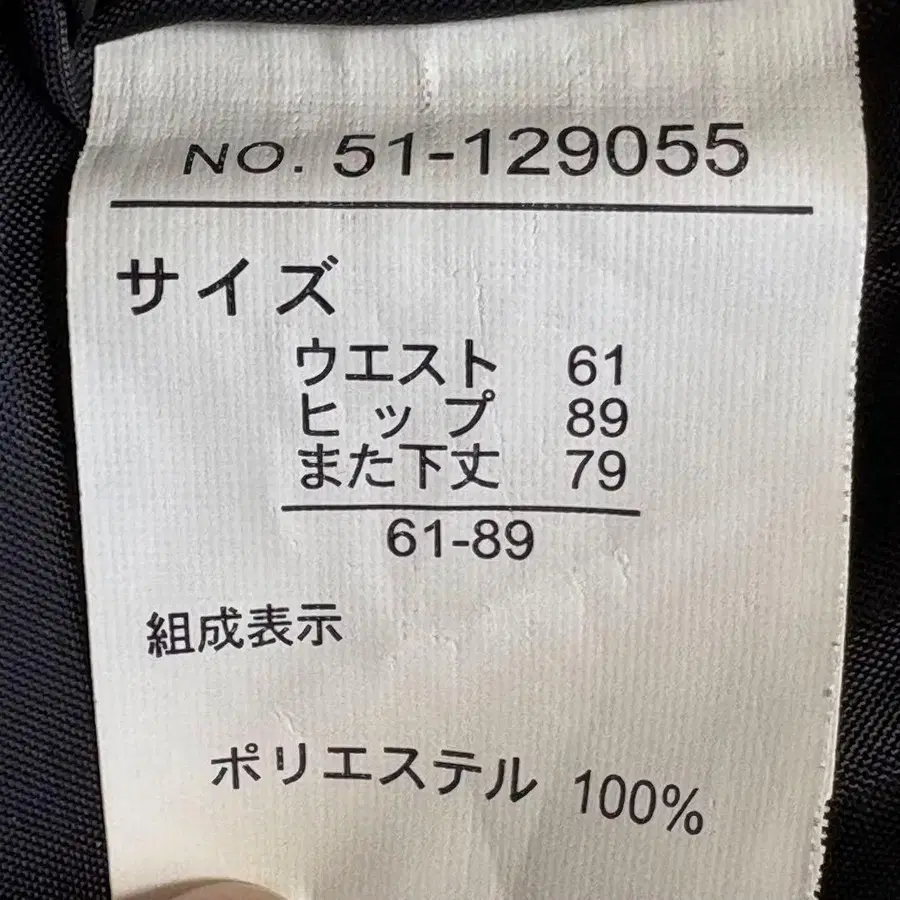 NO. 51-129055
サイズ
ウエスト 61
ヒップ 89
また下丈 79
61-89
組成表示
ポリエステル 100%